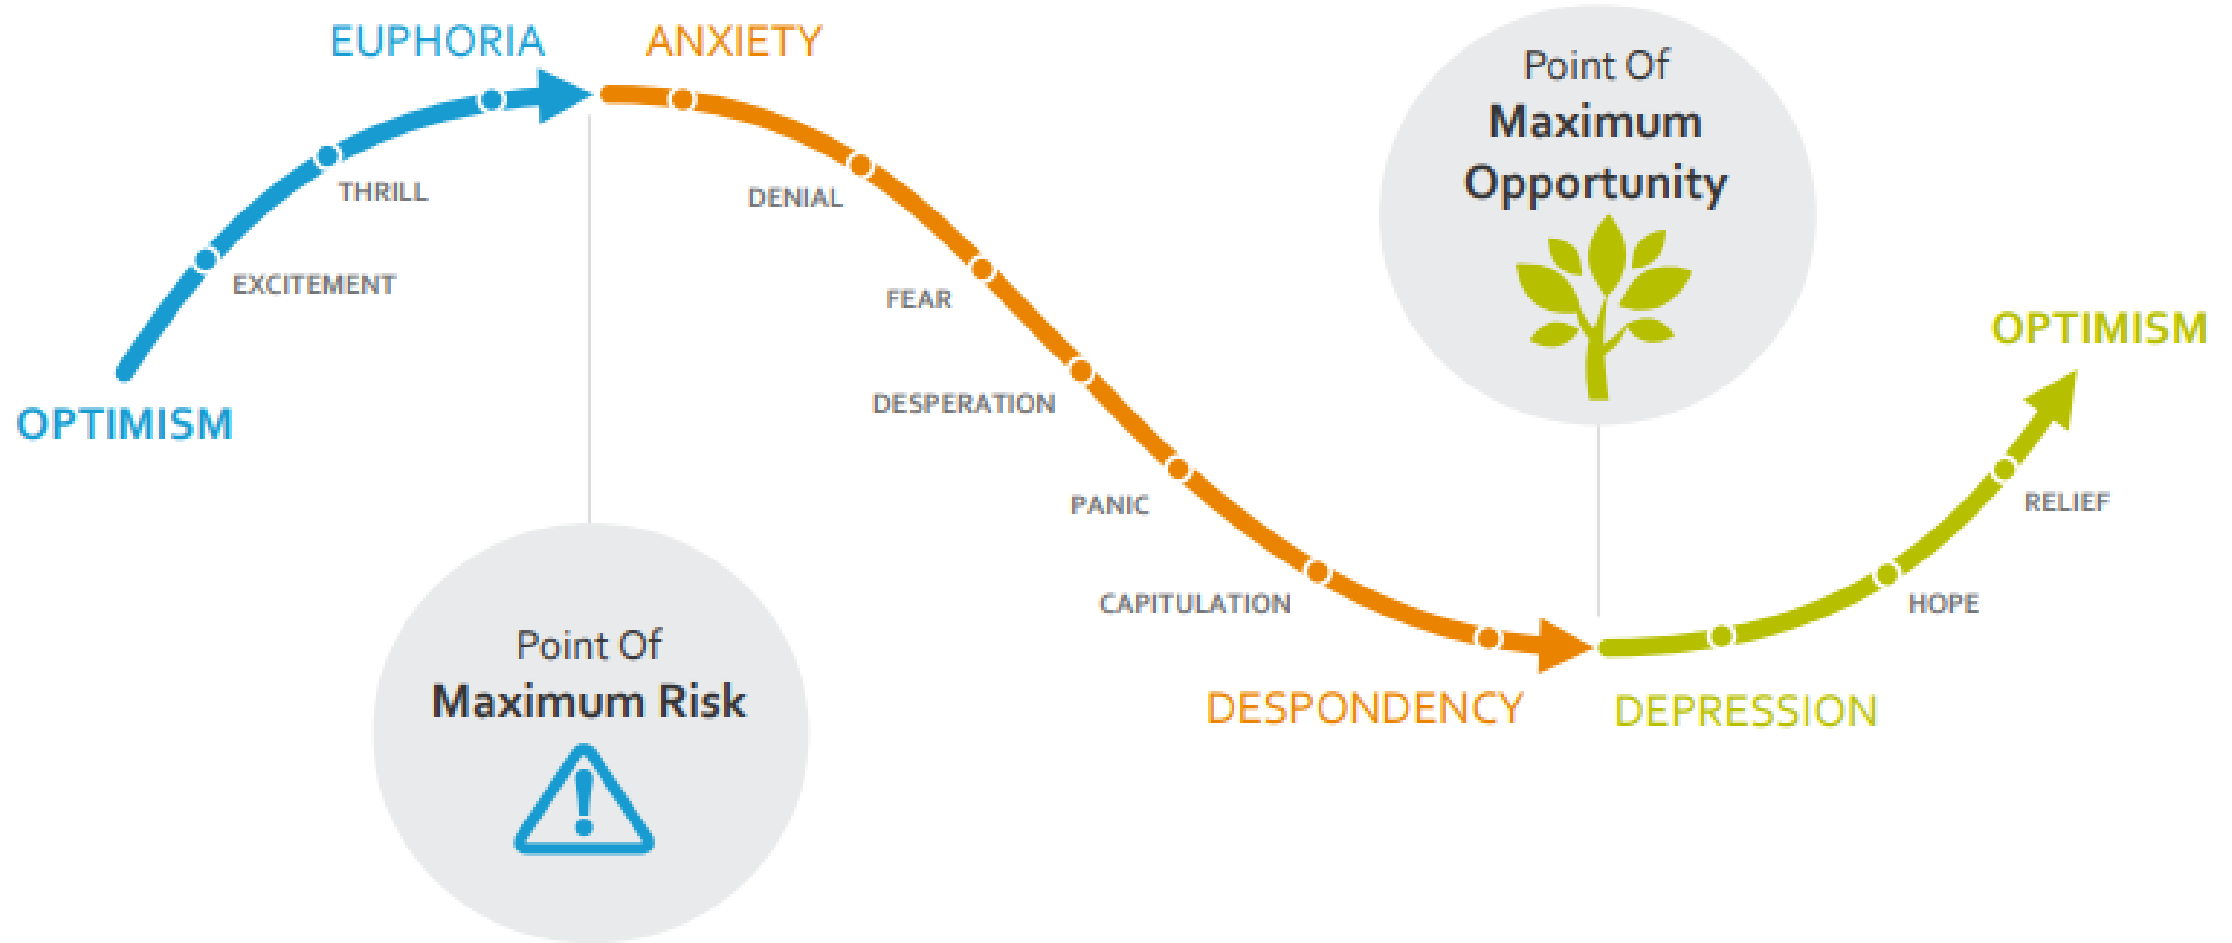 EUPHORIA
ANXIETY
THRILL
EXCITEMENT
OPTIMISM
Point Of
Maximum Risk
!
DENIAL
FEAR
DESPERATION
PANIC
CAPITULATION
DESPONDENCY
Point Of
Maximum
Opportunity
DEPRESSION
HOPE
RELIEF
OPTIMISM